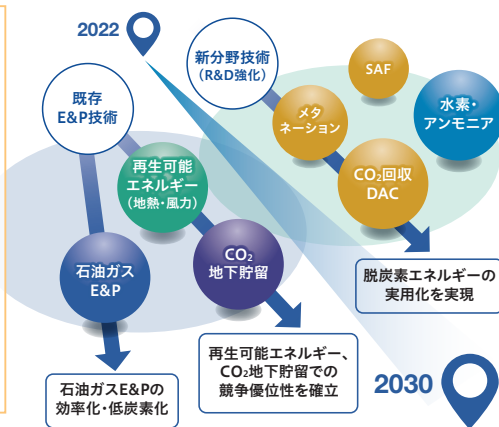 2022
既存
E&P技術
新分野技術
（R&D強化）
SAF
水素・
アンモニア
メタ
ネーション
CO₂回収
DAC
再生可能
エネルギー
（地熱・風力）
CO₂
地下貯留
石油ガス
E&P
脱炭素エネルギーの
実用化を実現
再生可能エネルギー、
CO₂地下貯留での
競争優位性を確立
石油ガスE&Pの
効率化・低炭素化
2030